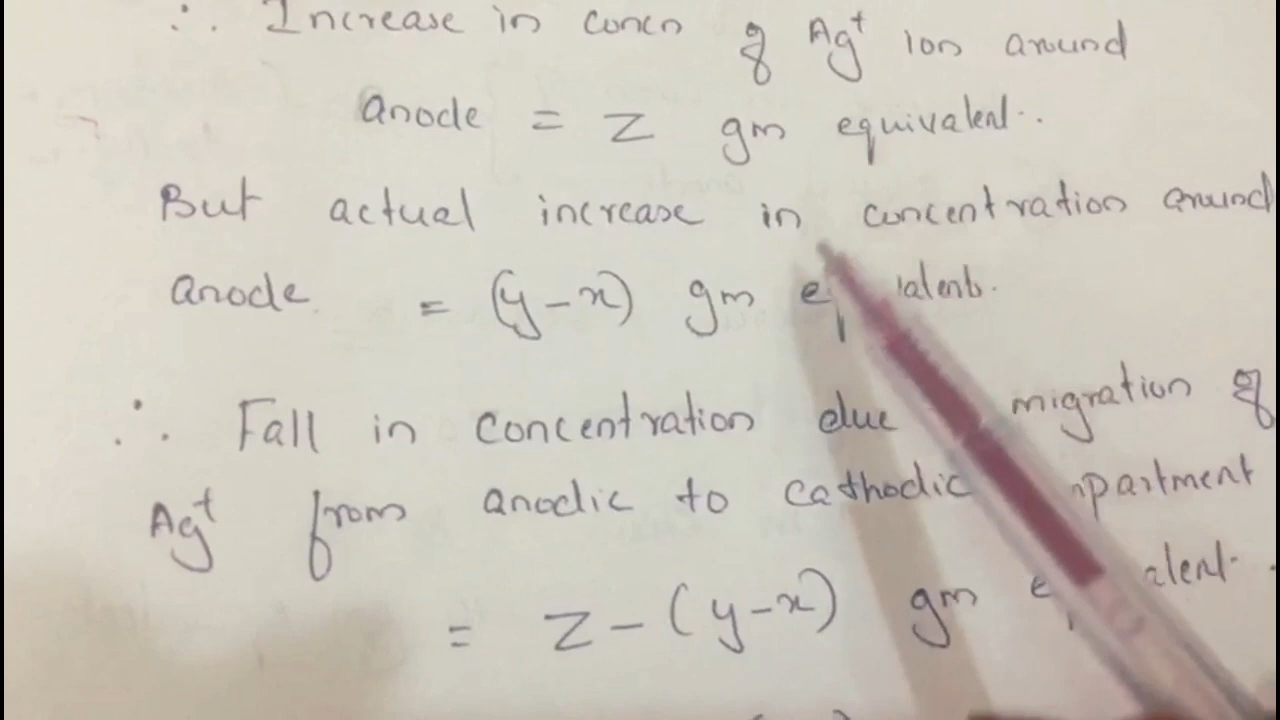 ∴ Increase in concn of Ag⁺ ion around
anode = Z gm equivalent.
But actual increase in concentration around
anode = (y-x) gm
∴ Fall in concentration due migration of
Ag⁺ from anodic to cathodic
= Z-(y-x) gm